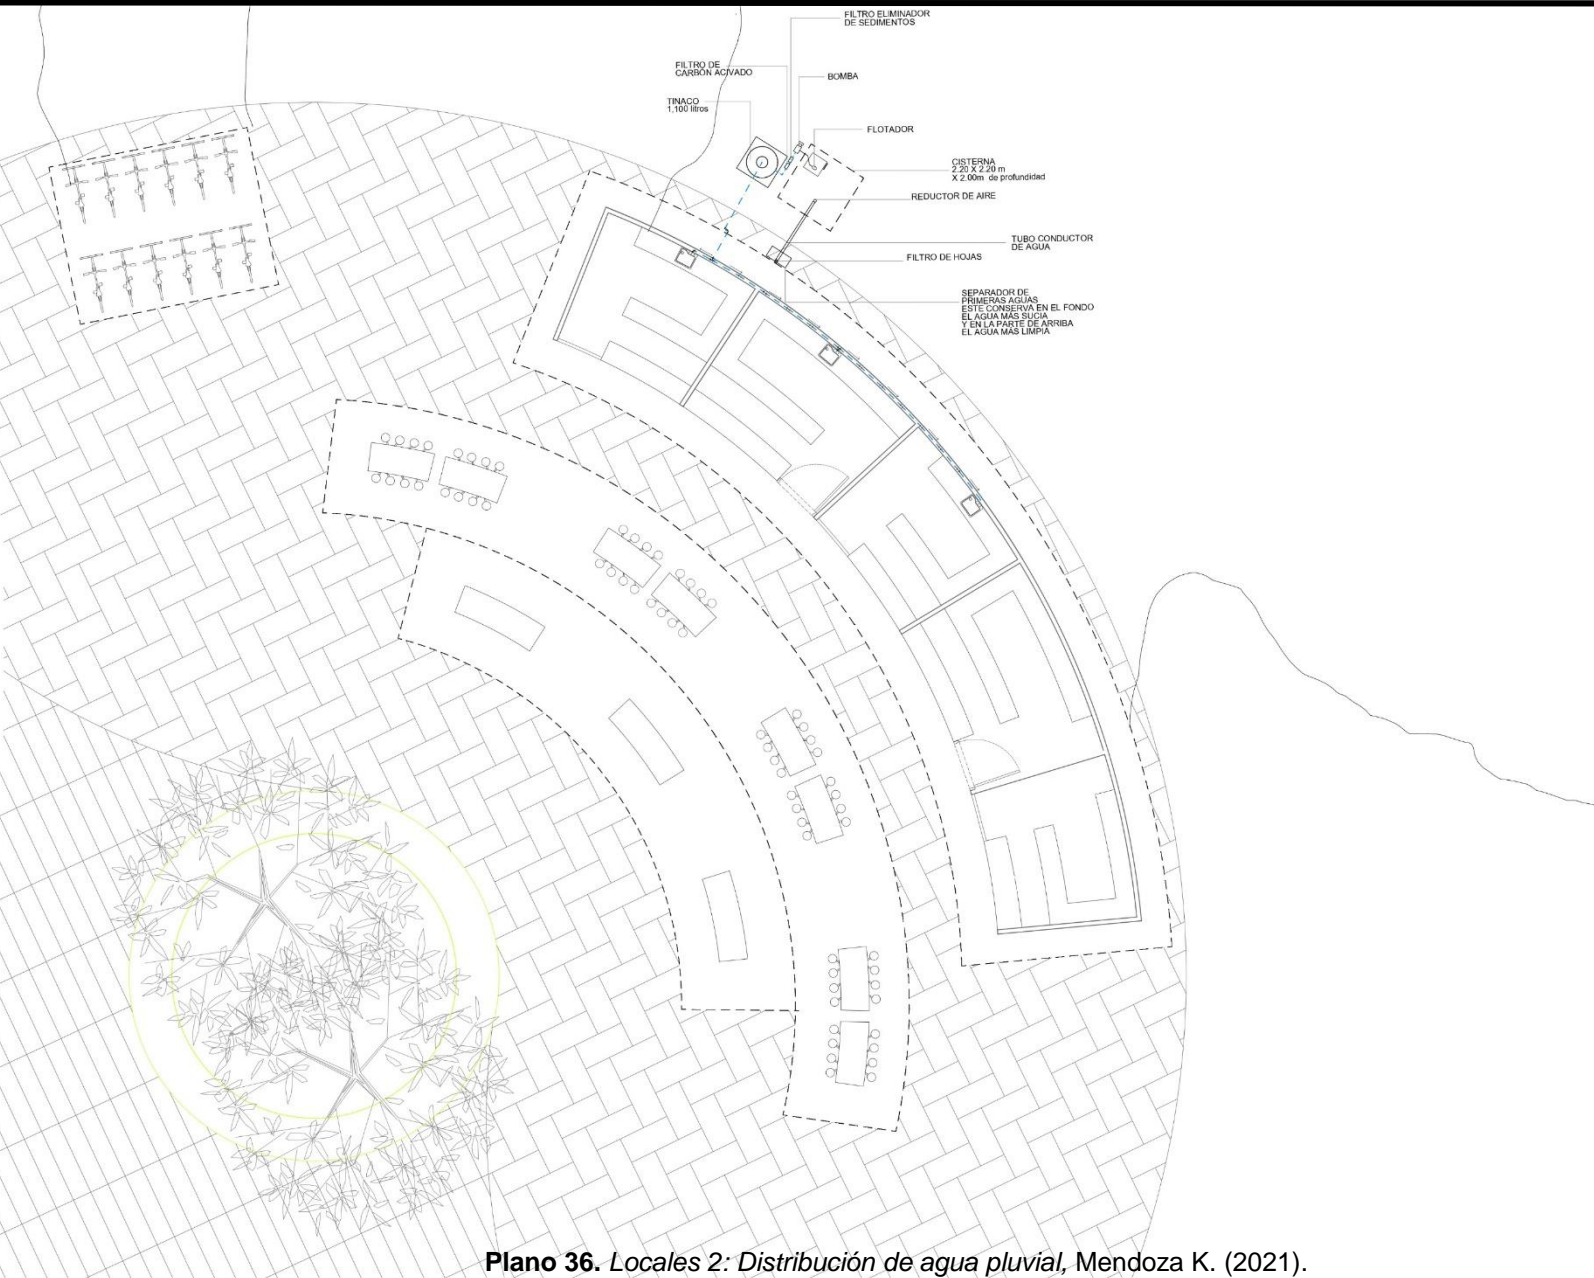 FILTRO ELIMINADOR
DE SEDIMENTOS
FILTRO DE
CARBÓN ACIVADO
BOMBA
TINACO
1,100 litros
FLOTADOR
CISTERNA
2.20 X 2.20 m
X 2.00m de profundidad
REDUCTOR DE AIRE
TUBO CONDUCTOR
DE AGUA
FILTRO DE HOJAS
SEPARADOR DE
PRIMERAS AGUAS
ESTE CONSERVA EN EL FONDO
EL AGUA MÁS SUCIA
Y EN LA PARTE DE ARRIBA
EL AGUA MÁS LIMPIA
Plano 36. Locales 2: Distribución de agua pluvial, Mendoza K. (2021).